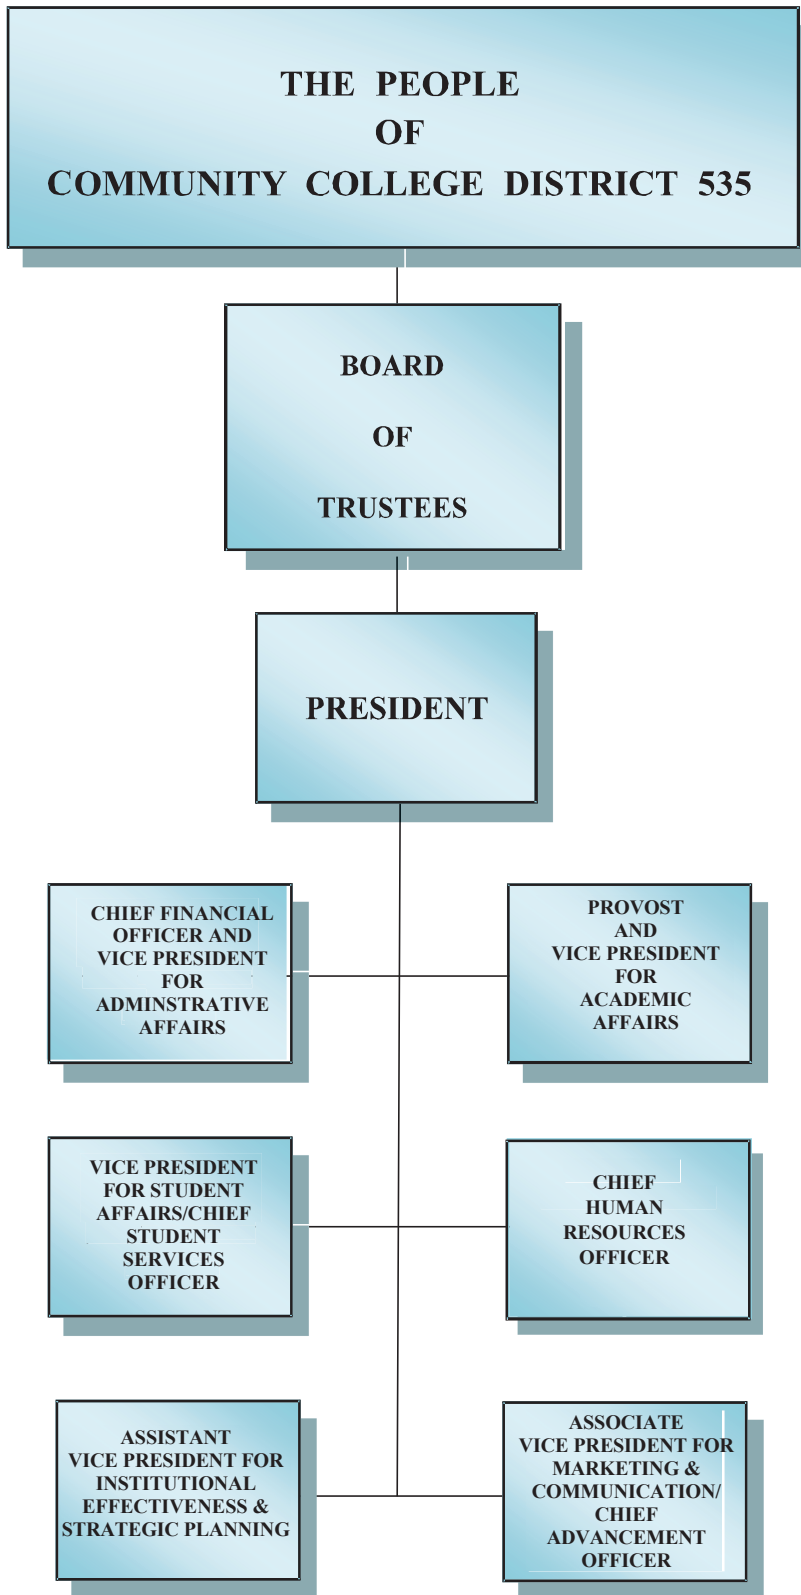 THE PEOPLE
OF
COMMUNITY COLLEGE DISTRICT 535
BOARD
OF
TRUSTEES
PRESIDENT
CHIEF FINANCIAL
OFFICER AND
VICE PRESIDENT
FOR
ADMINSTRATIVE
AFFAIRS
PROVOST
AND
VICE PRESIDENT
FOR
ACADEMIC
AFFAIRS
VICE PRESIDENT
FOR STUDENT
AFFAIRS/CHIEF
STUDENT
SERVICES
OFFICER
CHIEF
HUMAN
RESOURCES
OFFICER
ASSISTANT
VICE PRESIDENT FOR
INSTITUTIONAL
EFFECTIVENESS &
STRATEGIC PLANNING
ASSOCIATE
VICE PRESIDENT FOR
MARKETING &
COMMUNICATION/
CHIEF
ADVANCEMENT
OFFICER